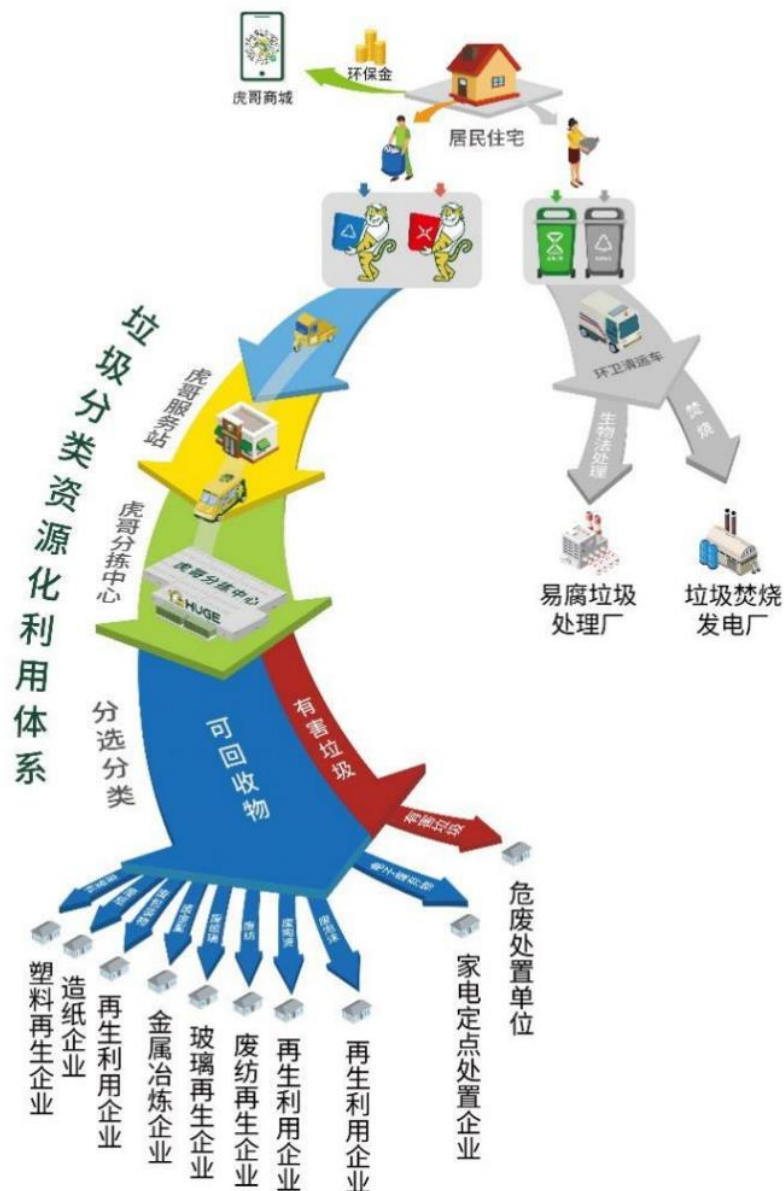 虎哥商城
环保金
居民住宅
垃圾分类资源化利用体系
虎哥服务站
环卫清运车
生物法处理
焚烧
虎哥分拣中心
虎哥分拣中心
HUGE
易腐垃圾
处理厂
垃圾焚烧
发电厂
分选分类
可回收物
有害垃圾
有害垃圾
危废处置单位
家电定点处置企业
塑料再生企业
造纸企业
再生利用企业
金属冶炼企业
玻璃再生企业
废纺再生企业
再生利用企业
再生利用企业